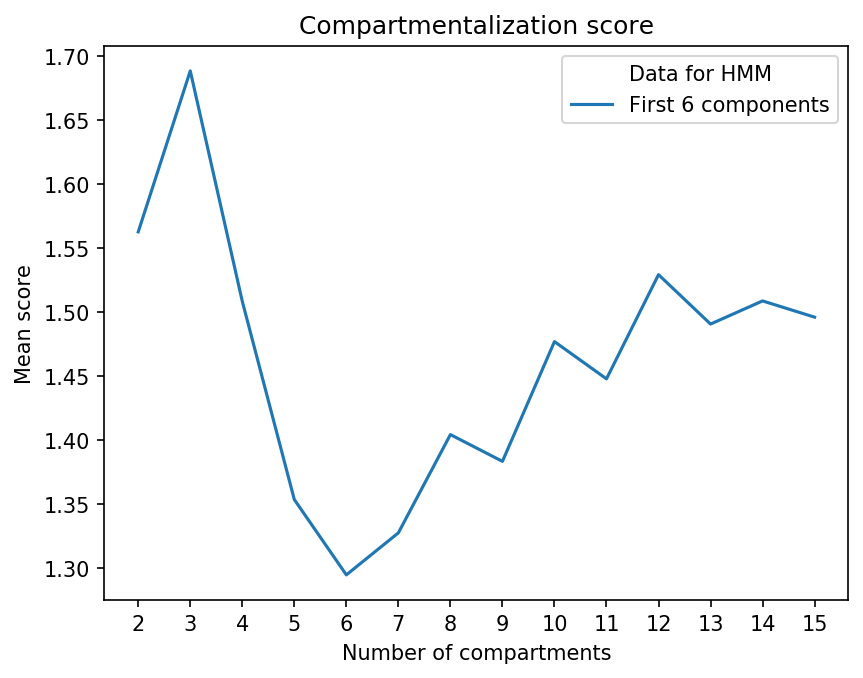 Compartmentalization score
Data for HMM
First 6 components
Mean score
1.70
1.65
1.60
1.55
1.50
1.45
1.40
1.35
1.30
2 3 4 5 6 7 8 9 10 11 12 13 14 15
Number of compartments